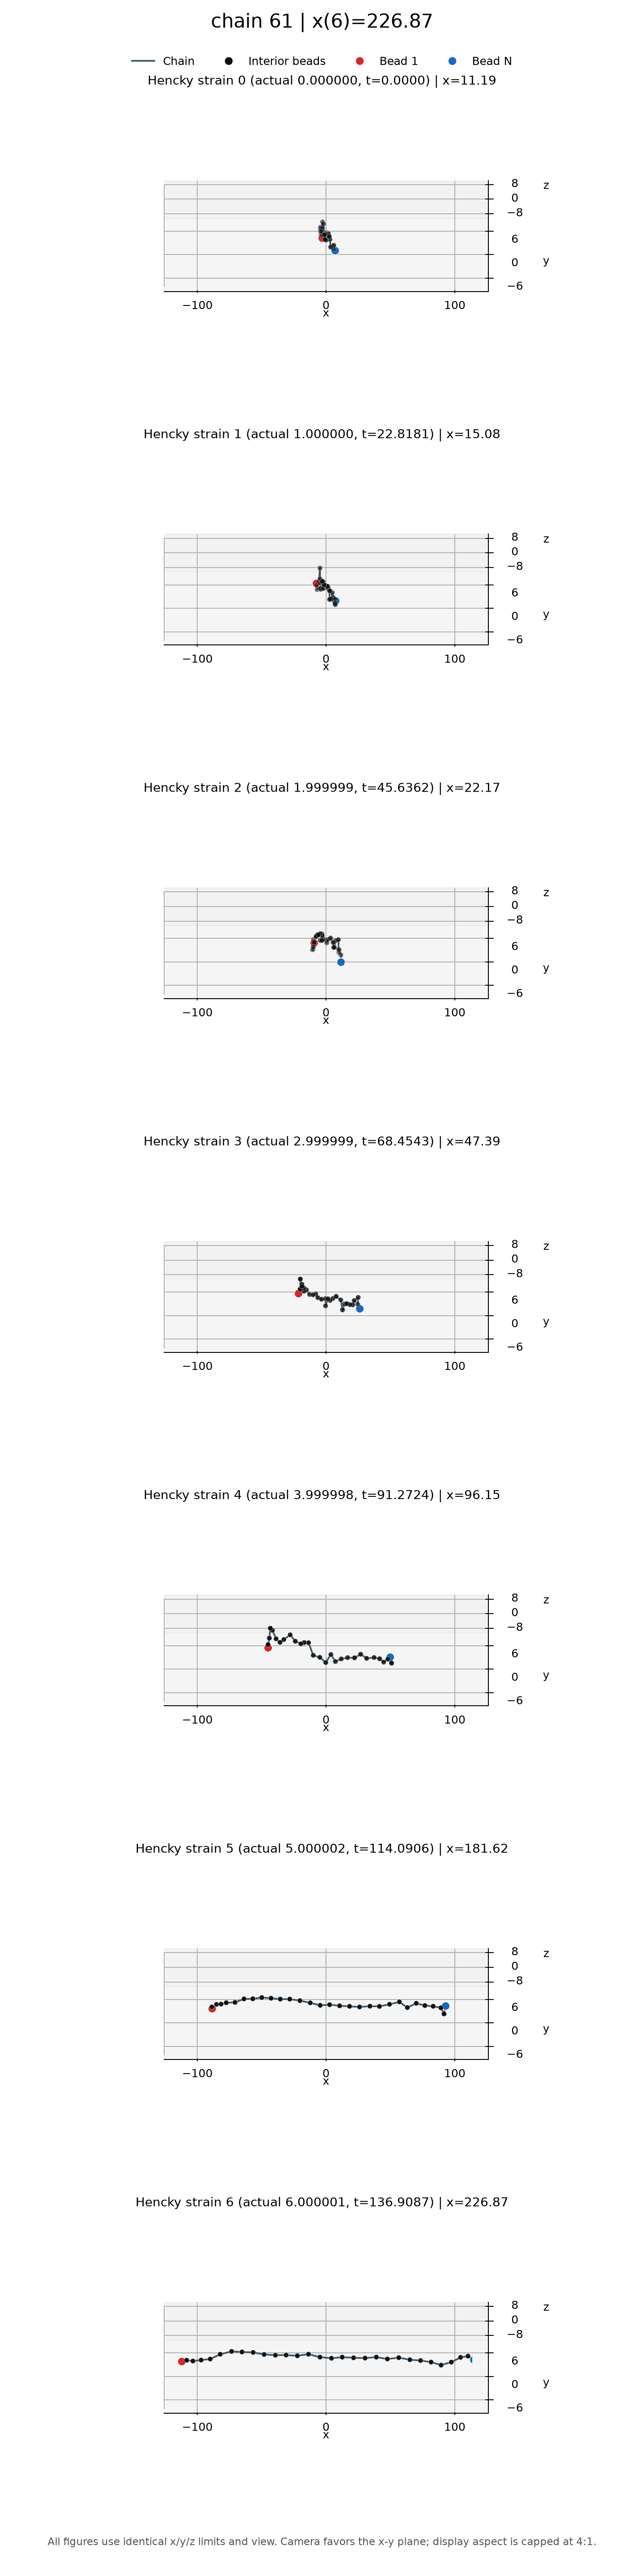 chain 61 | x(6)=226.87
Chain Interior beads Bead 1 Bead N
Hencky strain 0 (actual 0.000000, t=0.0000) | x=11.19
8 z
0
−8
6
0 y
−6
−100 0 100
x
Hencky strain 1 (actual 1.000000, t=22.8181) | x=15.08
8 z
0
−8
6
0 y
−6
−100 0 100
x
Hencky strain 2 (actual 1.999999, t=45.6362) | x=22.17
8 z
0
−8
6
0 y
−6
−100 0 100
x
Hencky strain 3 (actual 2.999999, t=68.4543) | x=47.39
8 z
0
−8
6
0 y
−6
−100 0 100
x
Hencky strain 4 (actual 3.999998, t=91.2724) | x=96.15
8 z
0
−8
6
0 y
−6
−100 0 100
x
Hencky strain 5 (actual 5.000002, t=114.0906) | x=181.62
8 z
0
−8
6
0 y
−6
−100 0 100
x
Hencky strain 6 (actual 6.000001, t=136.9087) | x=226.87
8 z
0
−8
6
0 y
−6
−100 0 100
x
All figures use identical x/y/z limits and view. Camera favors the x-y plane; display aspect is capped at 4:1.